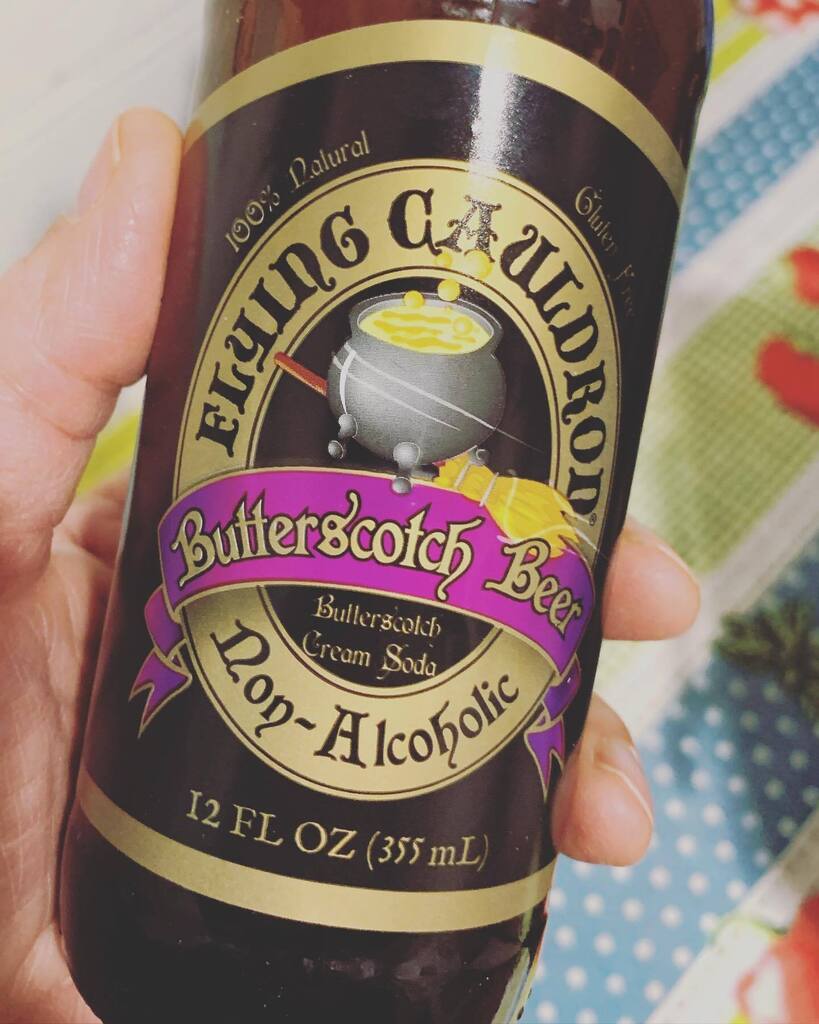 100% Natural
Gluten Free
FLYING CAULDRON®
Butterscotch Beer
Butterscotch
Cream Soda
Non-Alcoholic
12 FL OZ (355 mL)